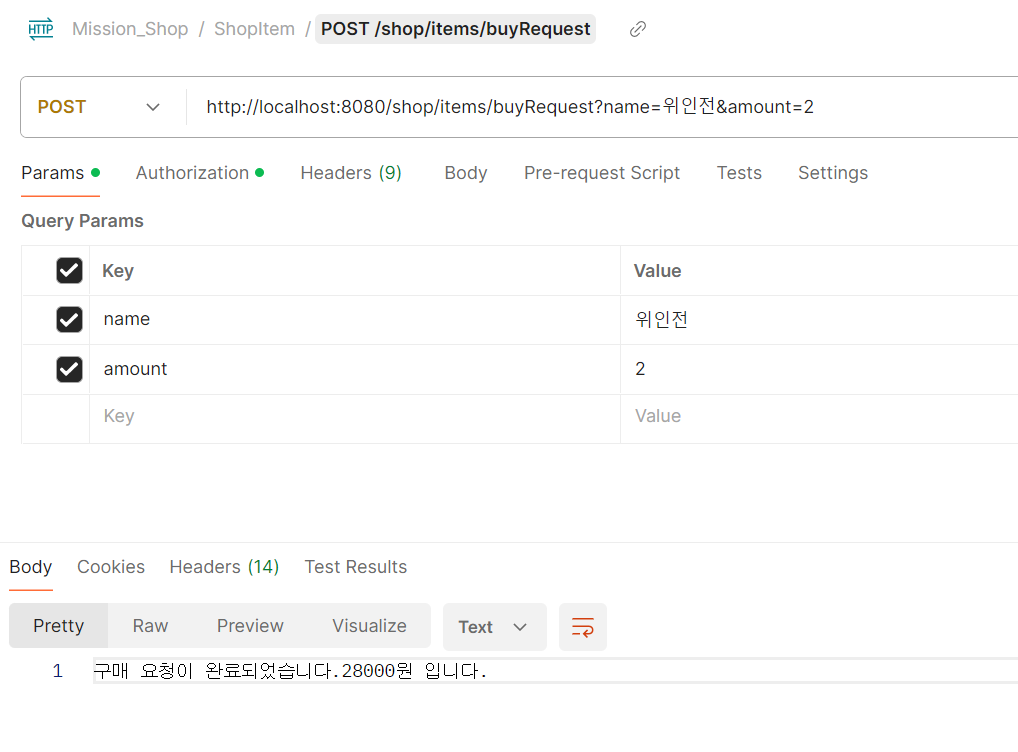 HTTP Mission_Shop / ShopItem / POST /shop/items/buyRequest
POST http://localhost:8080/shop/items/buyRequest?name=위인전&amount=2
Params Authorization Headers (9) Body Pre-request Script Tests Settings
Query Params
Key Value
name 위인전
amount 2
Key Value
Body Cookies Headers (14) Test Results
Pretty Raw Preview Visualize Text
1 구매 요청이 완료되었습니다.28000원 입니다.